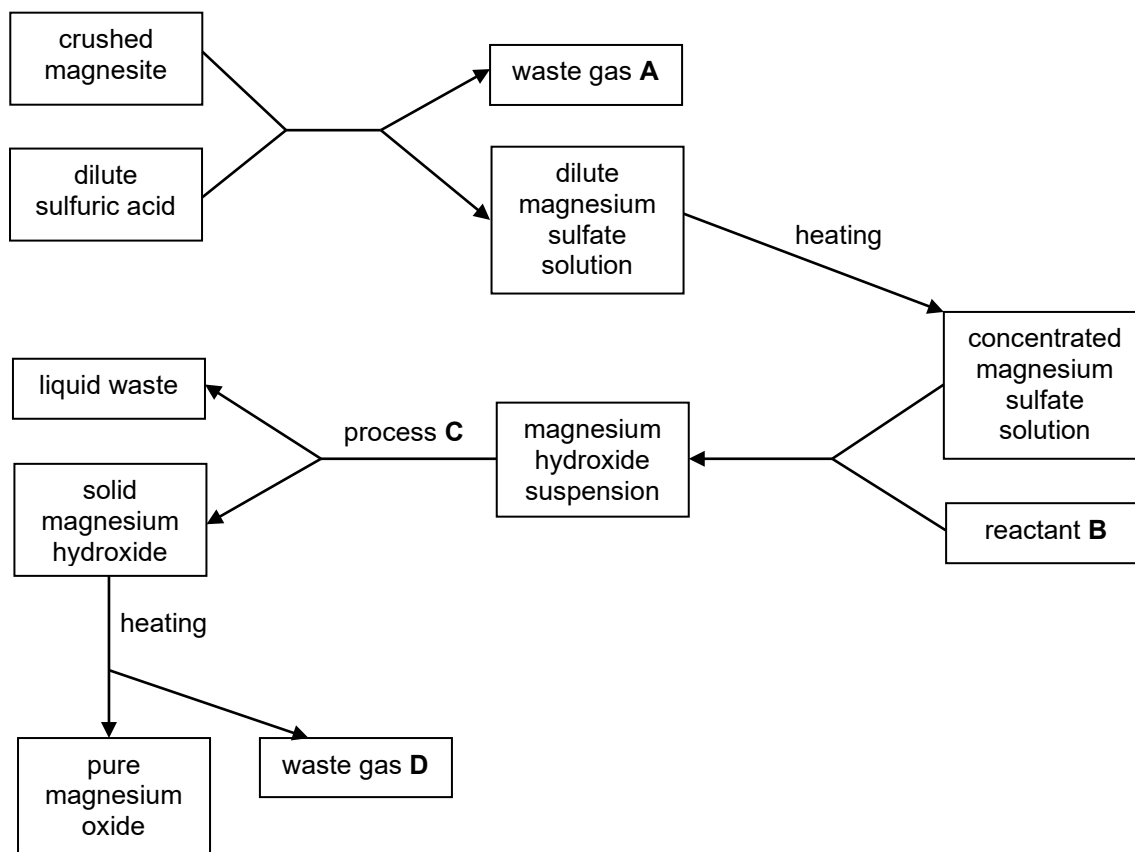 crushed
magnesite
dilute
sulfuric acid
waste gas A
dilute
magnesium
sulfate
solution
heating
concentrated
magnesium
sulfate
solution
reactant B
magnesium
hydroxide
suspension
process C
liquid waste
solid
magnesium
hydroxide
heating
pure
magnesium
oxide
waste gas D